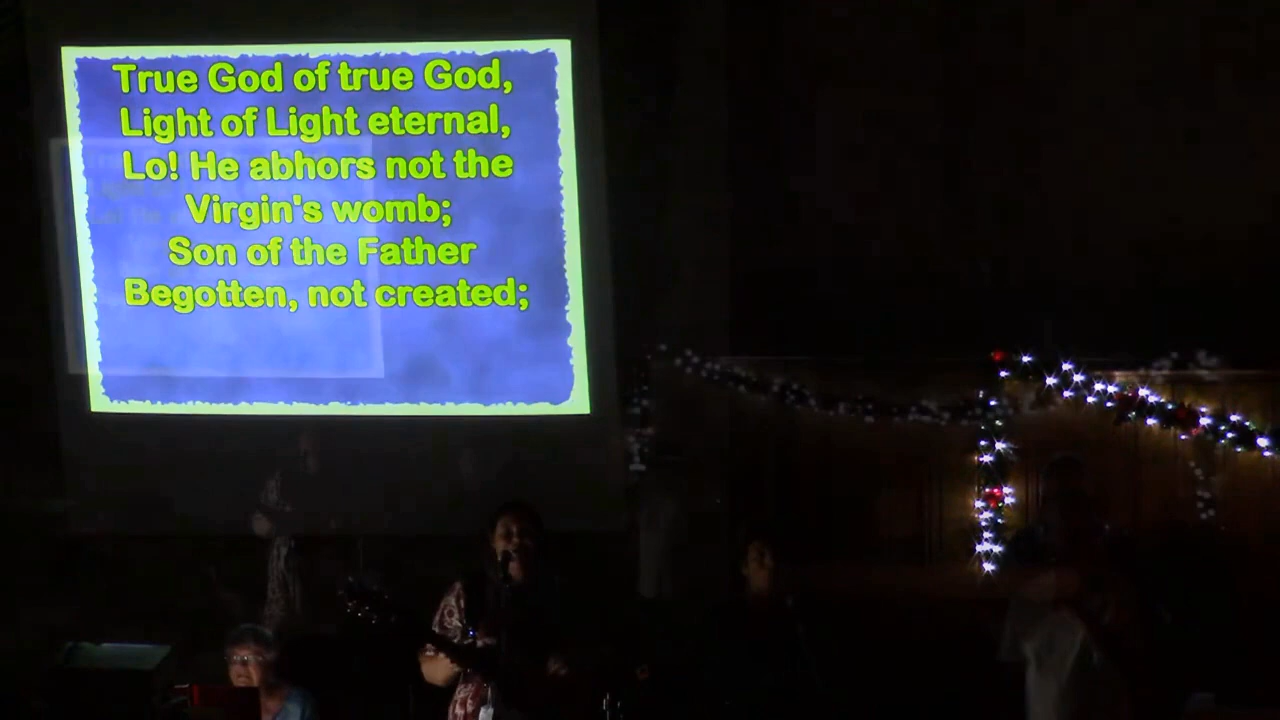 True God of true God,
Light of Light eternal,
Lo! He abhors not the
Virgin's womb;
Son of the Father
Begotten, not created;